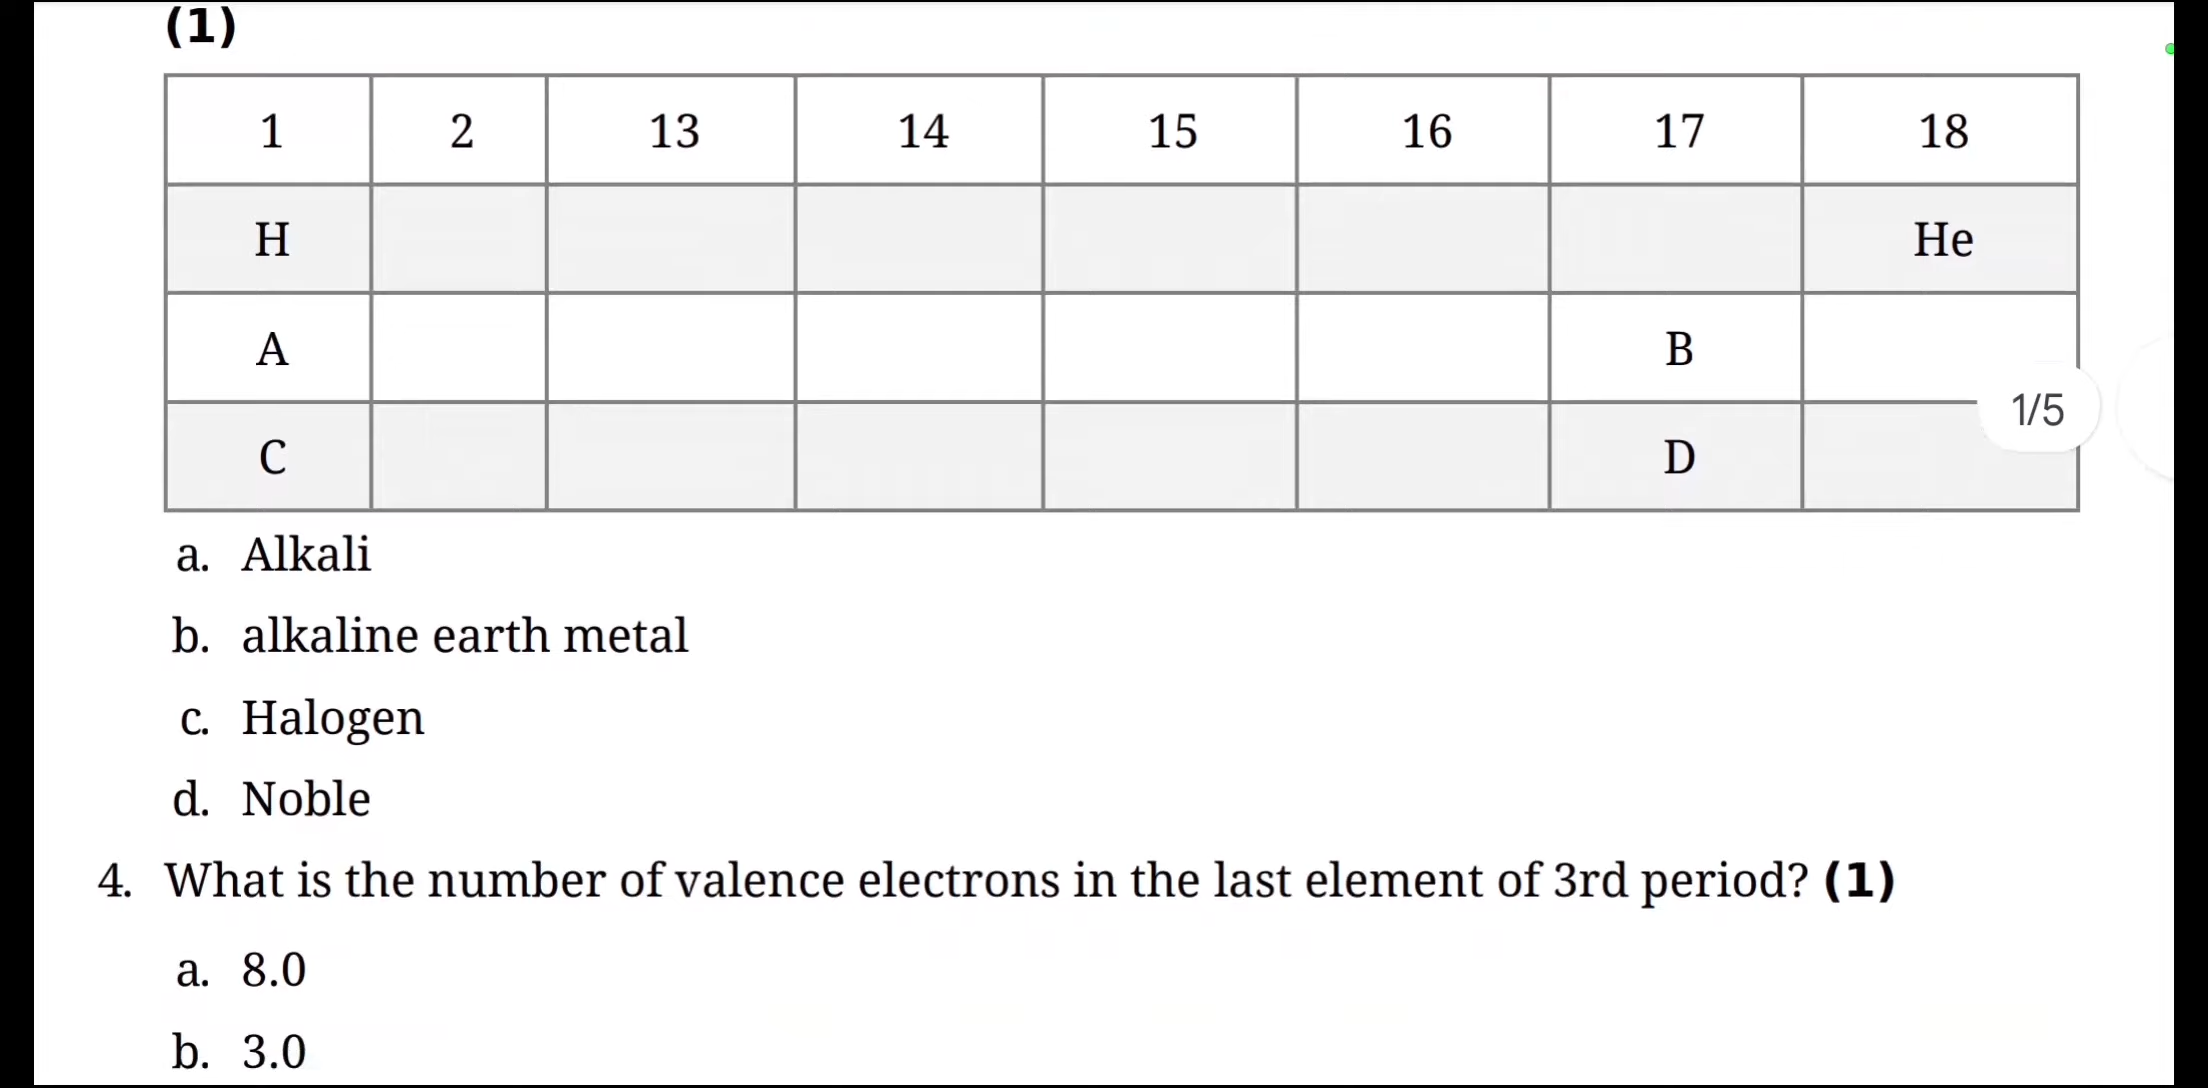 (1)
1 2 13 14 15 16 17 18
H He
A B
1/5
C D
a. Alkali
b. alkaline earth metal
c. Halogen
d. Noble
4. What is the number of valence electrons in the last element of 3rd period? (1)
a. 8.0
b. 3.0